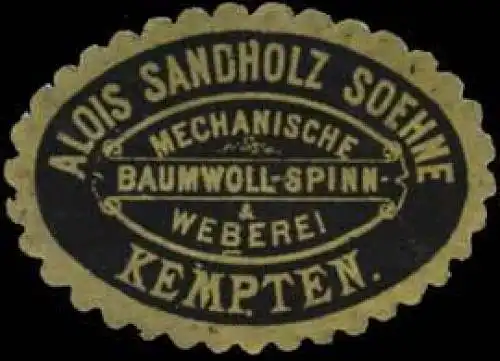 ALOIS SANDHOLZ SOEHNE
MECHANISCHE
BAUMWOLL-SPINN-
&
WEBEREI
KEMPTEN.